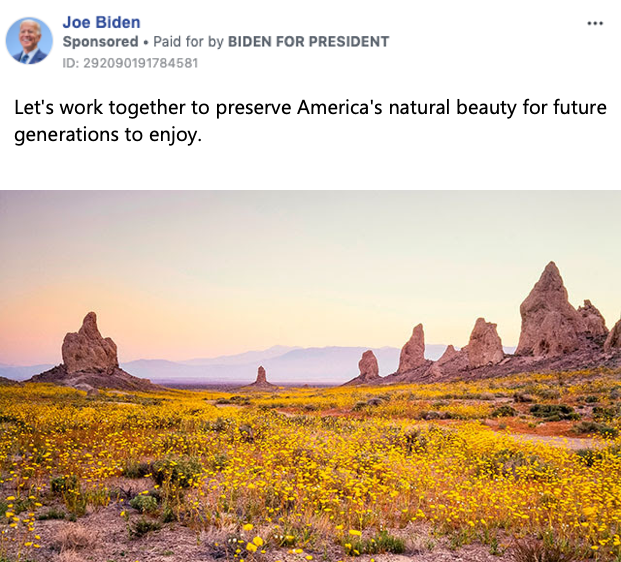 Joe Biden
Sponsored • Paid for by BIDEN FOR PRESIDENT
ID: 292090191784581
Let's work together to preserve America's natural beauty for future
generations to enjoy.